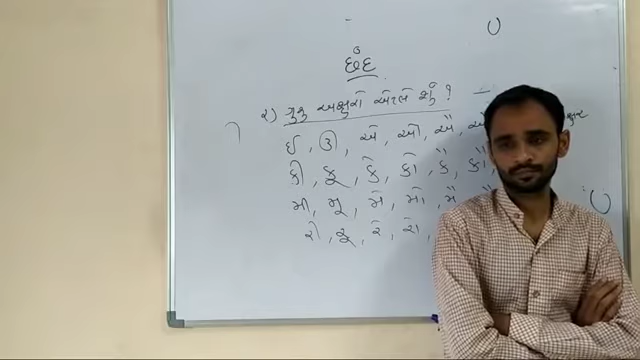 છંદ
૨) ગુરુ અક્ષરો એટલે શું ?
ઈ, ઊ, એ, ઓ, ઐ,
કી, કૂ, કે, કો, કૈ,
મી, મૂ, મે, મો, મૈ
રી, રૂ, રે, રો,